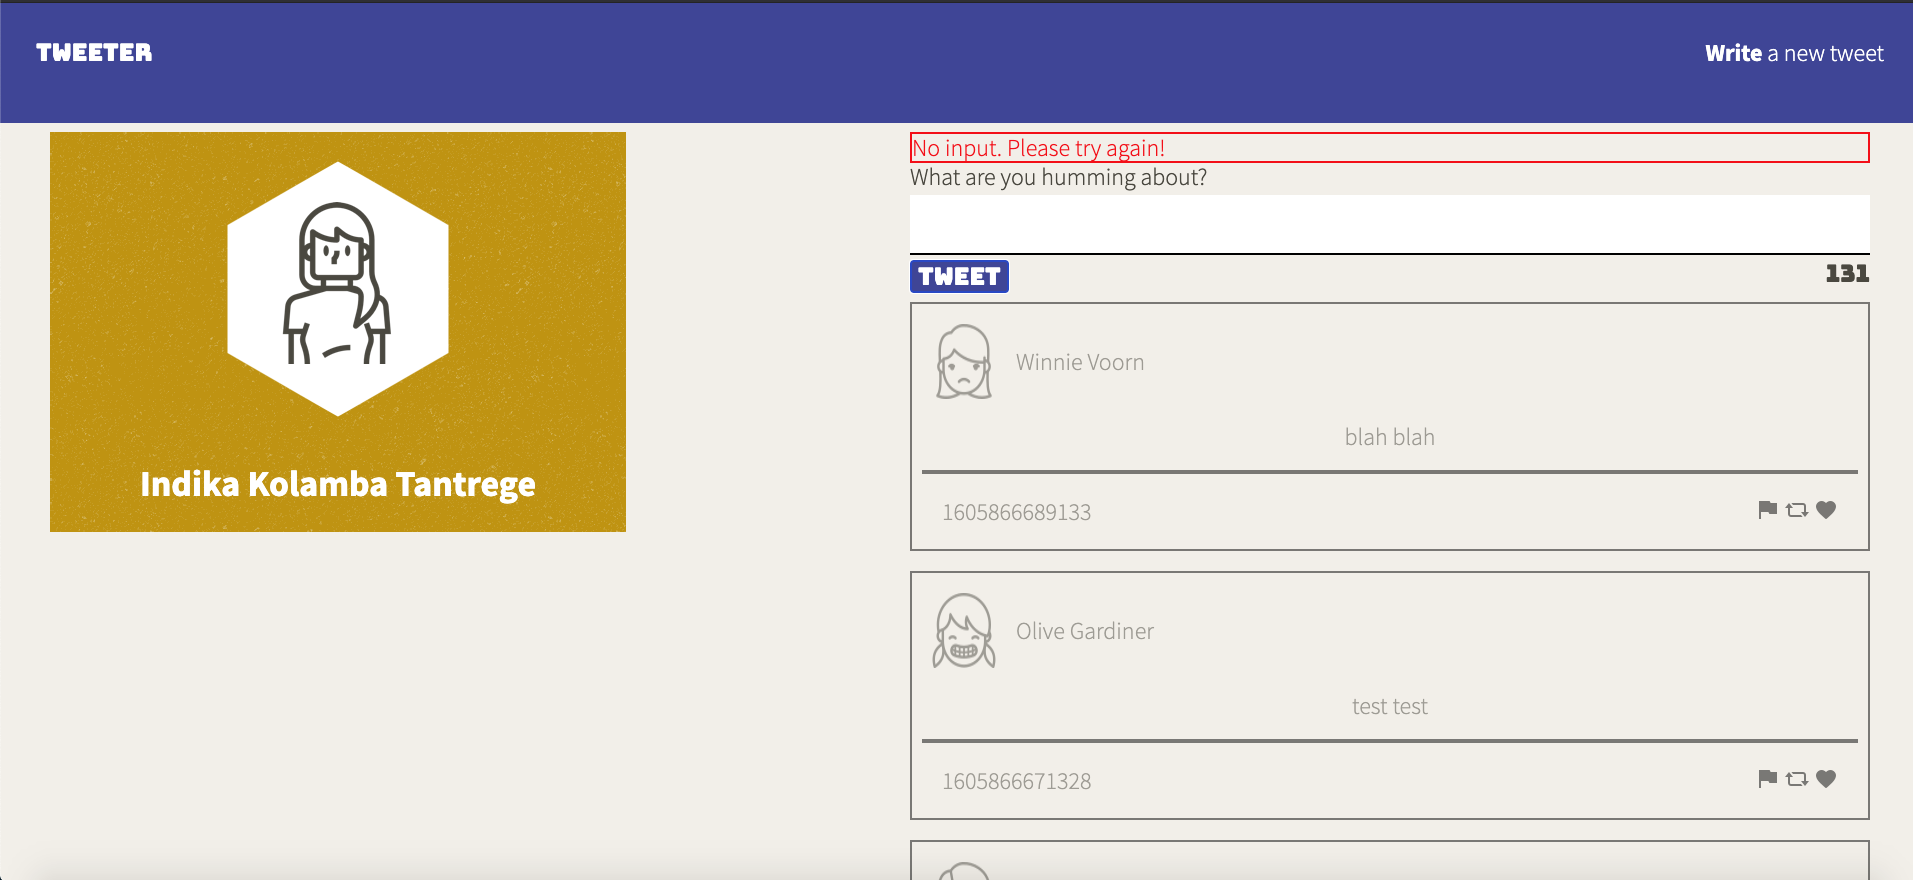 TWEETER
Write a new tweet
Indika Kolamba Tantrege
No input. Please try again!
What are you humming about?
TWEET
131
Winnie Voorn
blah blah
1605866689133
Olive Gardiner
test test
1605866671328